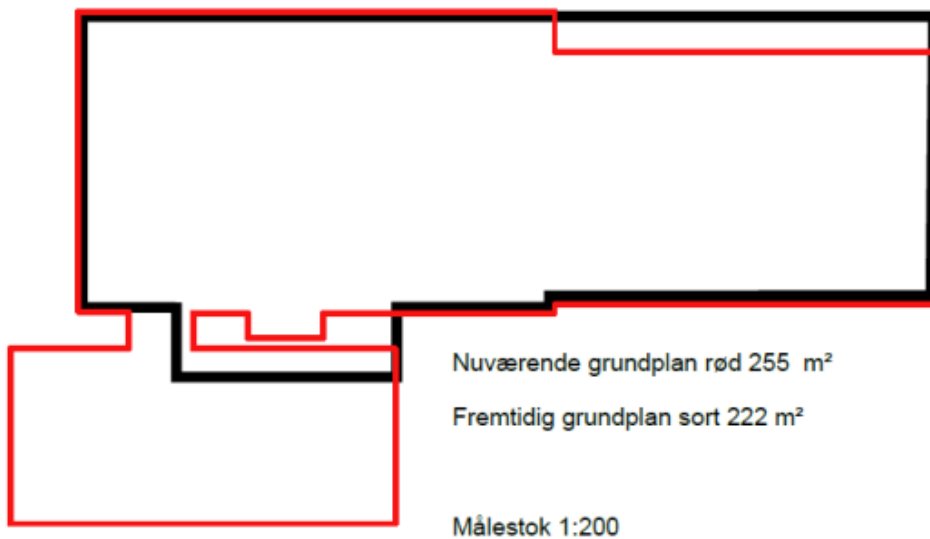 Nuværende grundplan rød 255 m²
Fremtidig grundplan sort 222 m²
Målestok 1:200